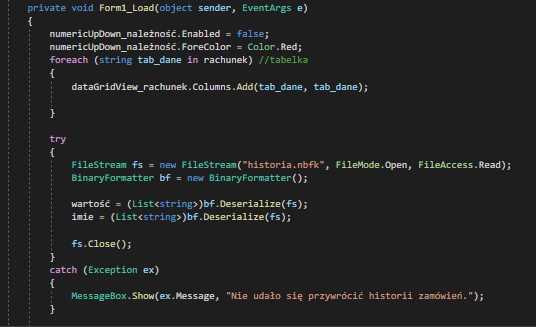 private void Form1_Load(object sender, EventArgs e)
{
numericUpDown_należność.Enabled = false;
numericUpDown_należność.ForeColor = Color.Red;
foreach (string tab_dane in rachunek) //tabelka
{
dataGridView_rachunek.Columns.Add(tab_dane, tab_dane);
}
try
{
FileStream fs = new FileStream("historia.nbfk", FileMode.Open, FileAccess.Read);
BinaryFormatter bf = new BinaryFormatter();
wartość = (List<string>)bf.Deserialize(fs);
imie = (List<string>)bf.Deserialize(fs);
fs.Close();
}
catch (Exception ex)
{
MessageBox.Show(ex.Message, "Nie udało się przywrócić historii zamówień.");
}